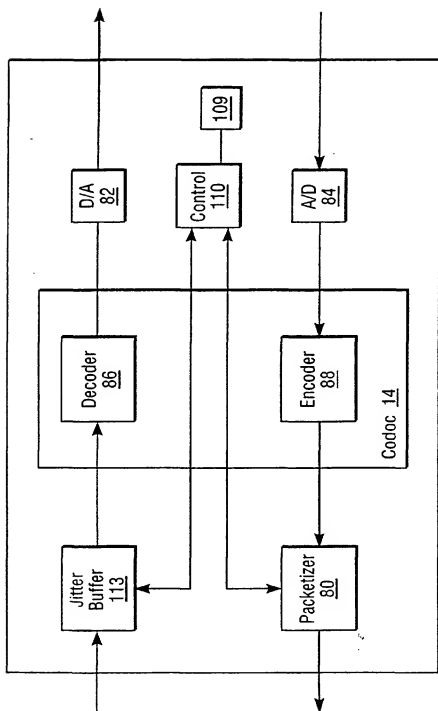 D/A
82
109
Control
110
A/D
84
Decoder
86
Encoder
88
Codoc 14
Jitter
Buffer
113
Packetizer
80